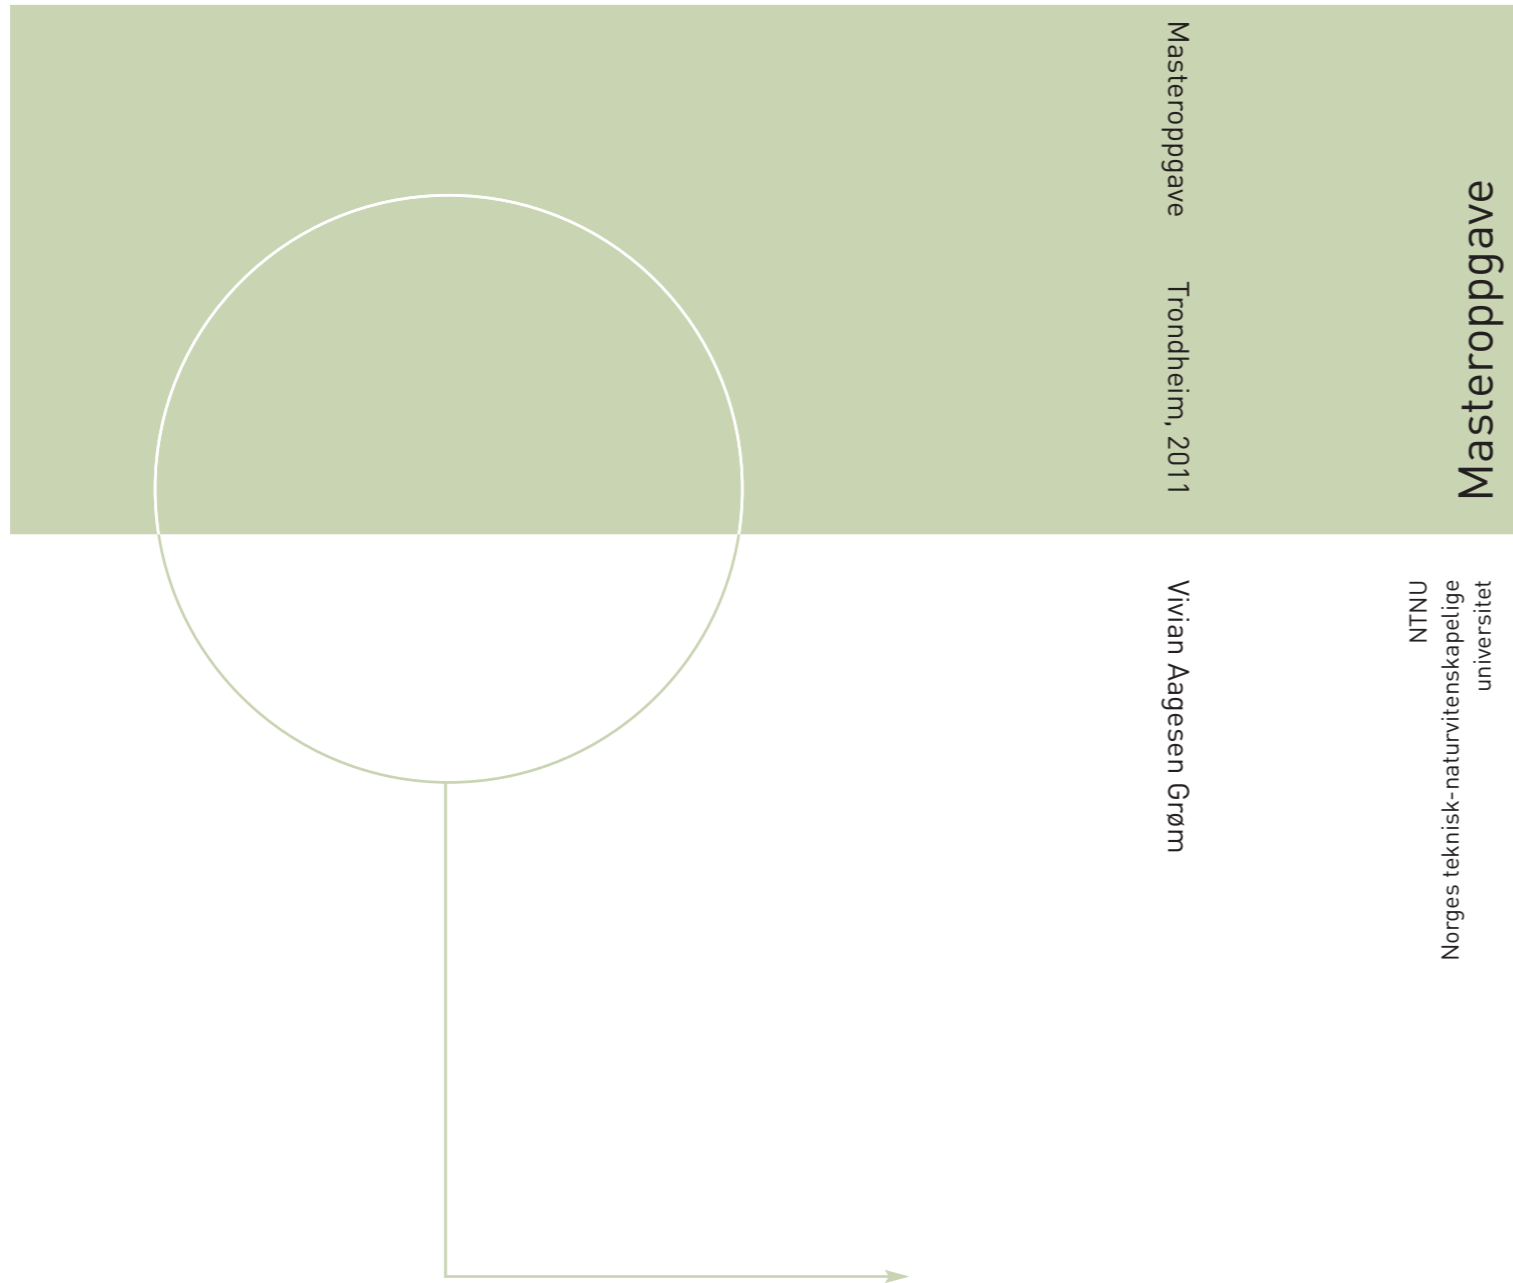 Masteroppgave
Trondheim, 2011
Vivian Aagesen Grøm
Masteroppgave
NTNU
Norges teknisk-naturvitenskapelige
universitet